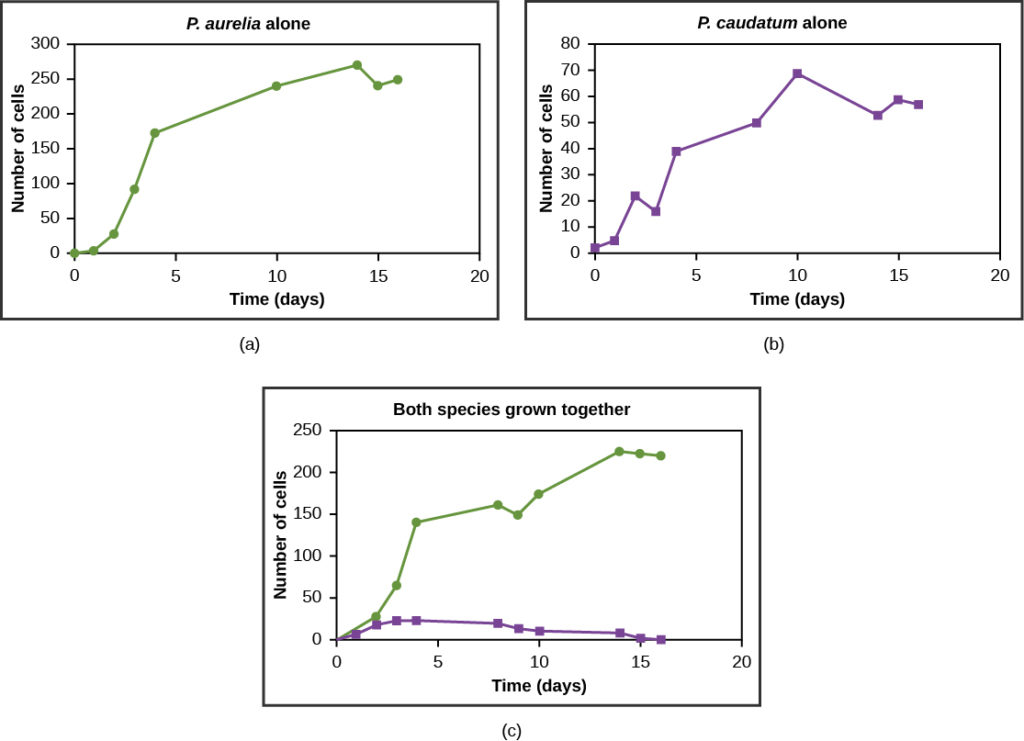 P. aurelia alone
300
250
200
150
100
50
0
Number of cells
0 5 10 15 20
Time (days)
(a)
P. caudatum alone
80
70
60
50
40
30
20
10
0
Number of cells
0 5 10 15 20
Time (days)
(b)
Both species grown together
250
200
150
100
50
0
Number of cells
0 5 10 15 20
Time (days)
(c)